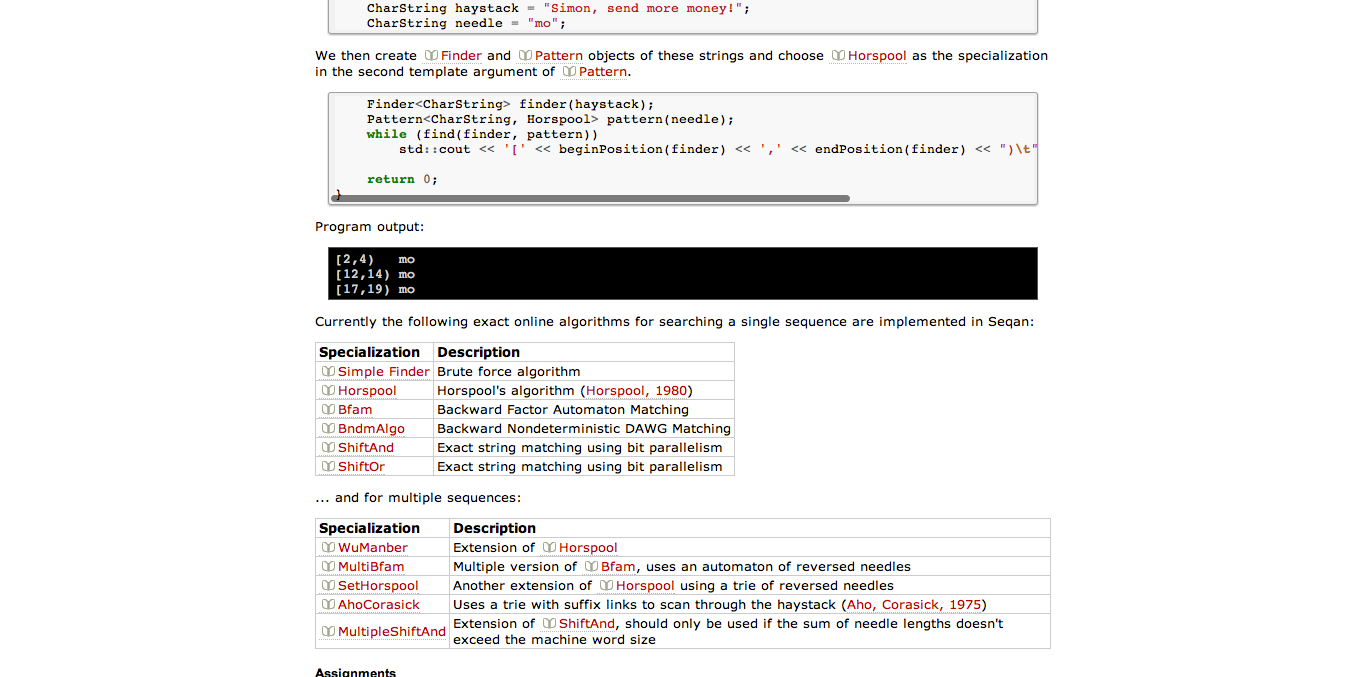 CharString haystack = "Simon, send more money!";
CharString needle = "mo";
We then create Finder and Pattern objects of these strings and choose Horspool as the specialization
in the second template argument of Pattern.
Finder<CharString> finder(haystack);
Pattern<CharString, Horspool> pattern(needle);
while (find(finder, pattern))
std::cout << '[' << beginPosition(finder) << ',' << endPosition(finder) << ")\t"
return 0;
}
Program output:
[2,4) mo
[12,14) mo
[17,19) mo
Currently the following exact online algorithms for searching a single sequence are implemented in Seqan:
Specialization Description
Simple Finder Brute force algorithm
Horspool Horspool's algorithm (Horspool, 1980)
Bfam Backward Factor Automaton Matching
BndmAlgo Backward Nondeterministic DAWG Matching
ShiftAnd Exact string matching using bit parallelism
ShiftOr Exact string matching using bit parallelism
... and for multiple sequences:
Specialization Description
WuManber Extension of Horspool
MultiBfam Multiple version of Bfam, uses an automaton of reversed needles
SetHorspool Another extension of Horspool using a trie of reversed needles
AhoCorasick Uses a trie with suffix links to scan through the haystack (Aho, Corasick, 1975)
MultipleShiftAnd Extension of ShiftAnd, should only be used if the sum of needle lengths doesn't
exceed the machine word size
Assignments